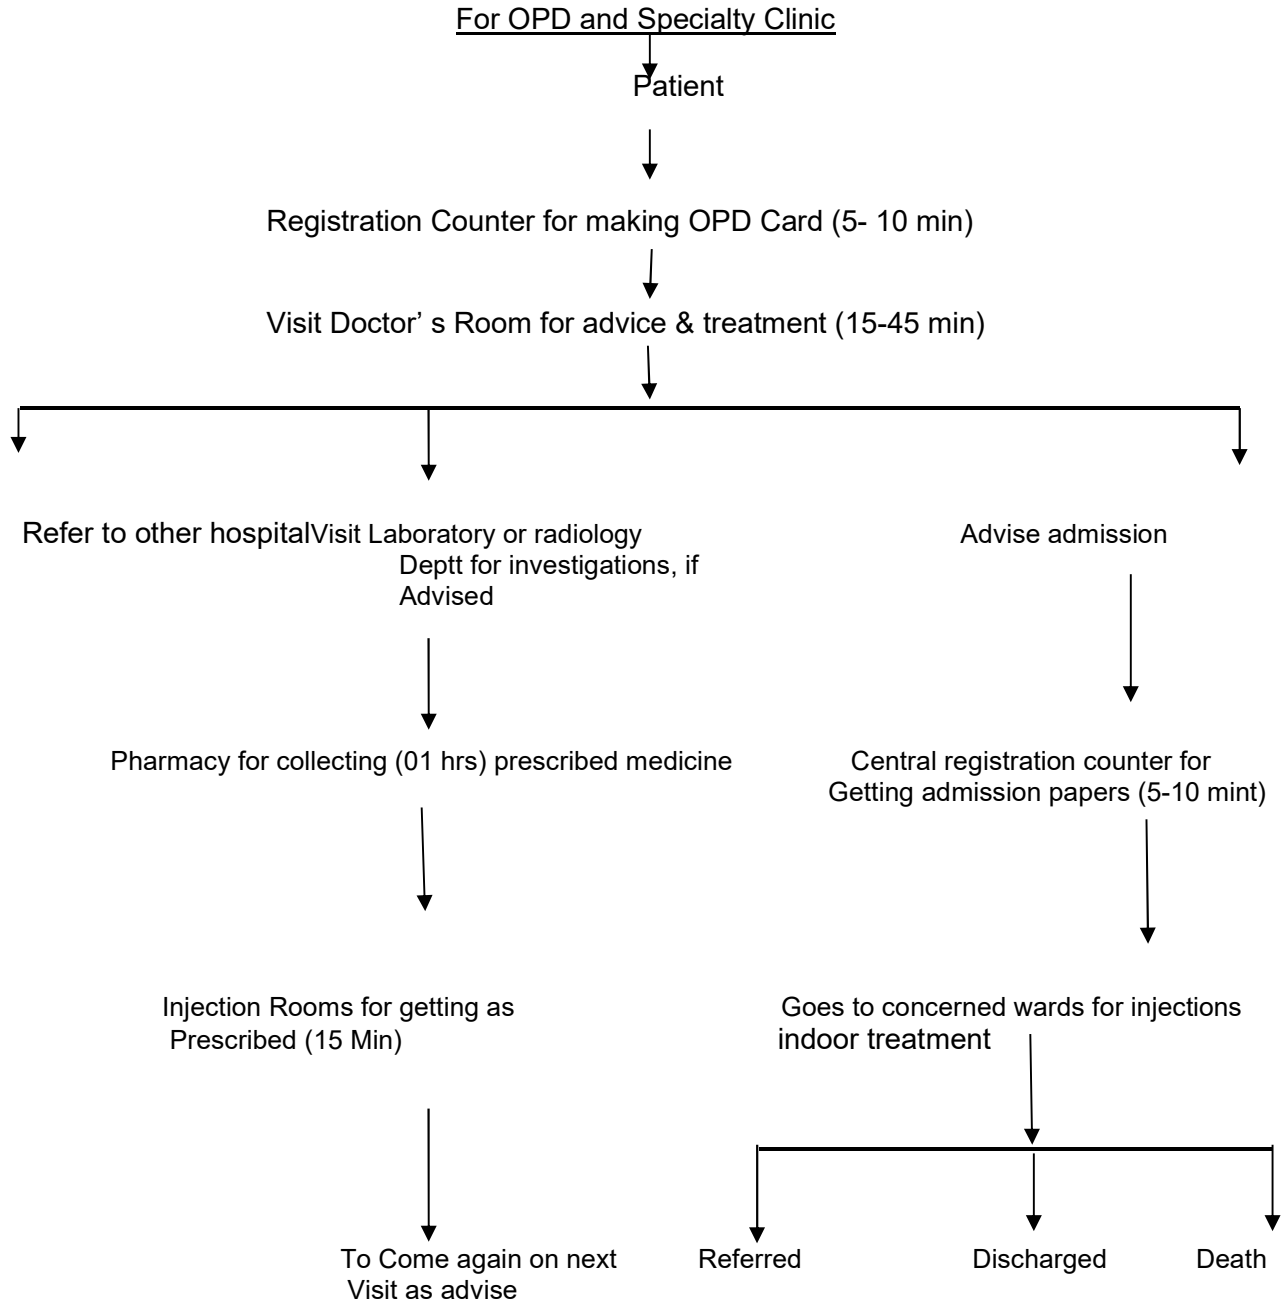 For OPD and Specialty Clinic
Patient
Registration Counter for making OPD Card (5- 10 min)
Visit Doctor’ s Room for advice & treatment (15-45 min)
Refer to other hospitalVisit Laboratory or radiology
Deptt for investigations, if
Advised
Advise admission
Pharmacy for collecting (01 hrs) prescribed medicine
Central registration counter for
Getting admission papers (5-10 mint)
Injection Rooms for getting as
Prescribed (15 Min)
Goes to concerned wards for injections
indoor treatment
To Come again on next
Visit as advise
Referred
Discharged
Death